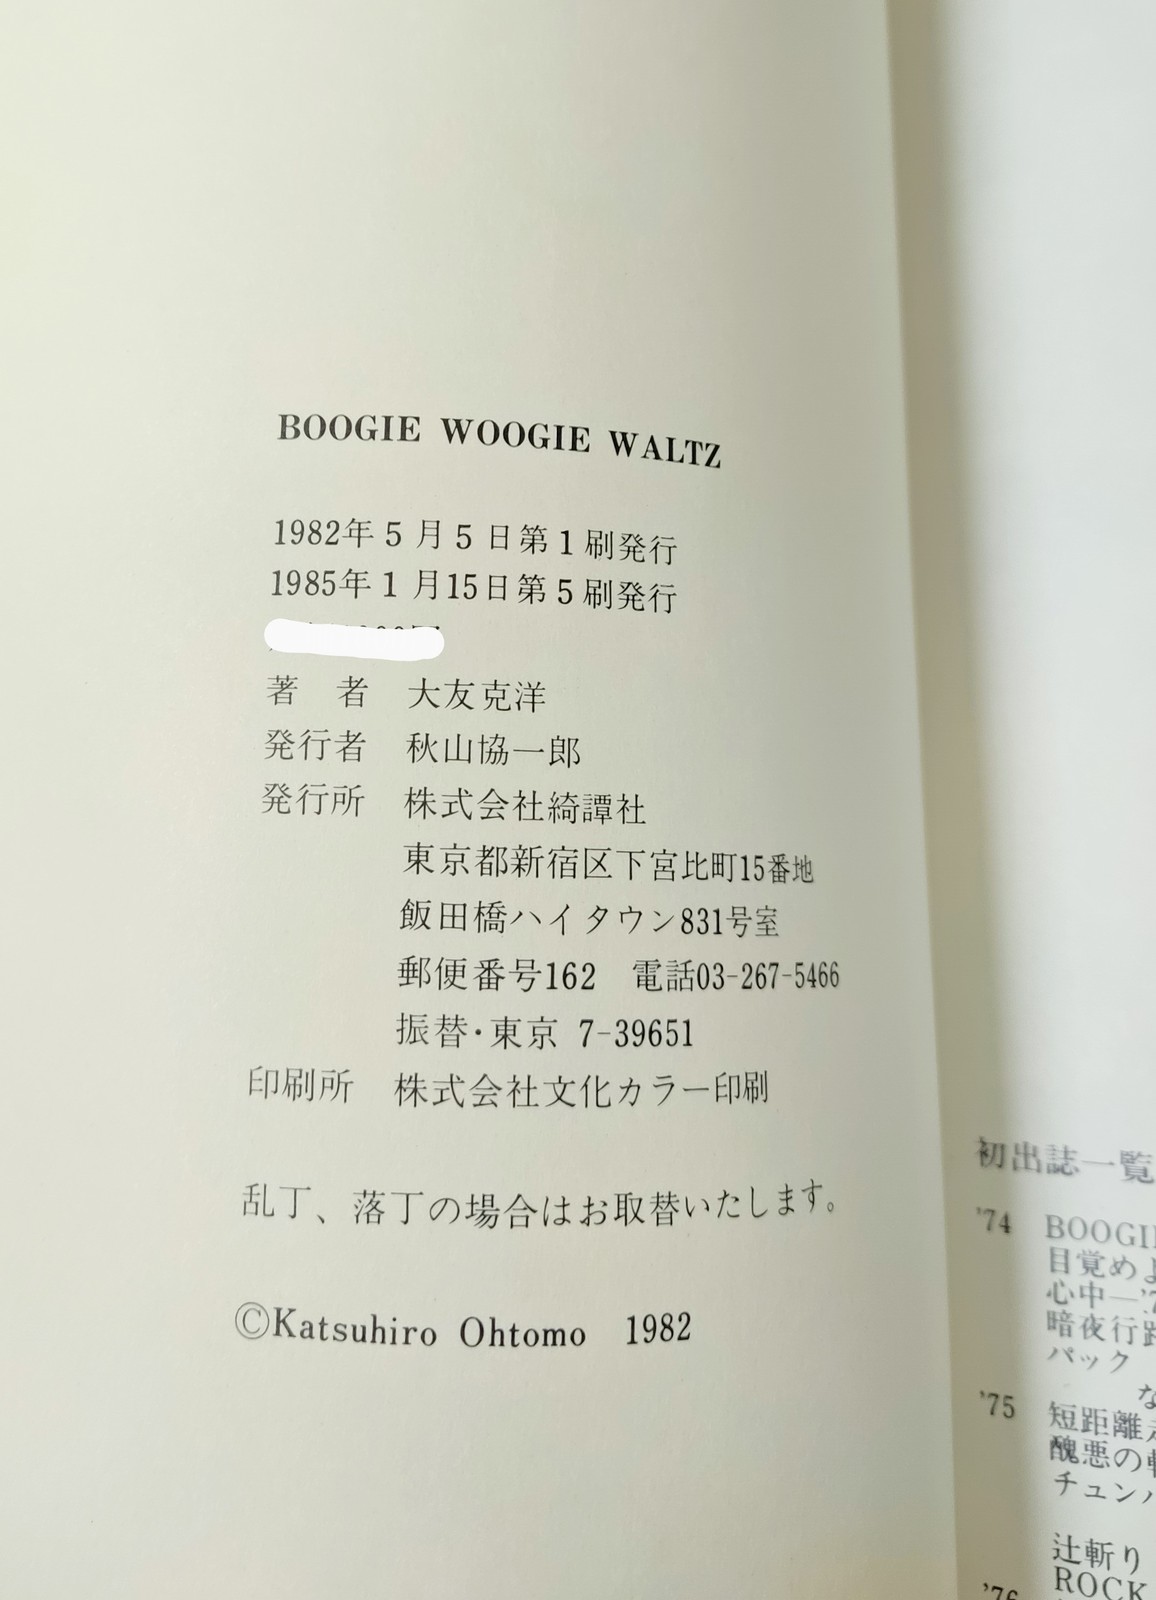 BOOGIE WOOGIE WALTZ
1982年5月5日第1刷発行
1985年1月15日第5刷発行
著　者　大友克洋
発行者　秋山協一郎
発行所　株式会社綺譚社
東京都新宿区下宮比町15番地
飯田橋ハイタウン831号室
郵便番号162　電話03-267-5466
振替・東京 7-39651
印刷所　株式会社文化カラー印刷
乱丁、落丁の場合はお取替いたします。
©Katsuhiro Ohtomo 1982
初出誌一覧
'74 BOOGIE
目覚めよ
心中—'7
暗夜行路
パック
な
'75 短距離走
醜悪の
チュンパ
辻斬り
'76 ROCK